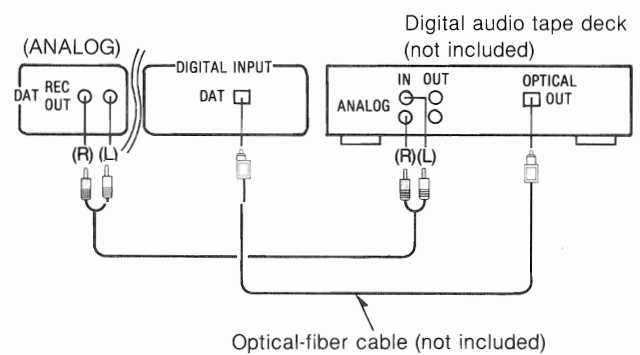 Digital audio tape deck
(not included)
(ANALOG)
DIGITAL INPUT
DAT REC OUT
DAT
IN OUT
ANALOG
OPTICAL
OUT
(R) (L)
(R)(L)
Optical-fiber cable (not included)